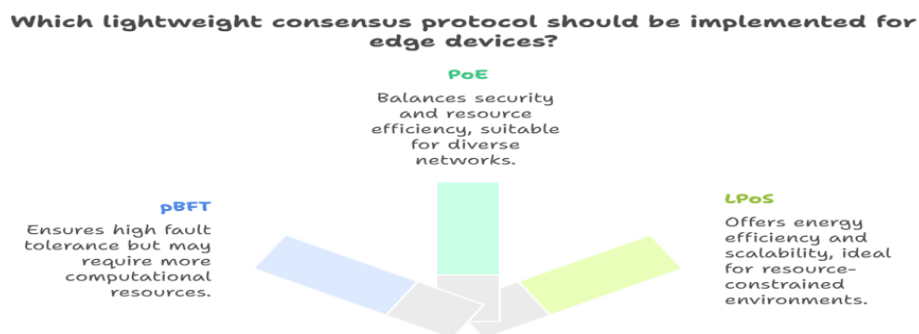 Which lightweight consensus protocol should be implemented for
edge devices?
PoE
Balances security
and resource
efficiency, suitable
for diverse
networks.
pBFT
Ensures high fault
tolerance but may
require more
computational
resources.
LPoS
Offers energy
efficiency and
scalability, ideal
for resource-
constrained
environments.